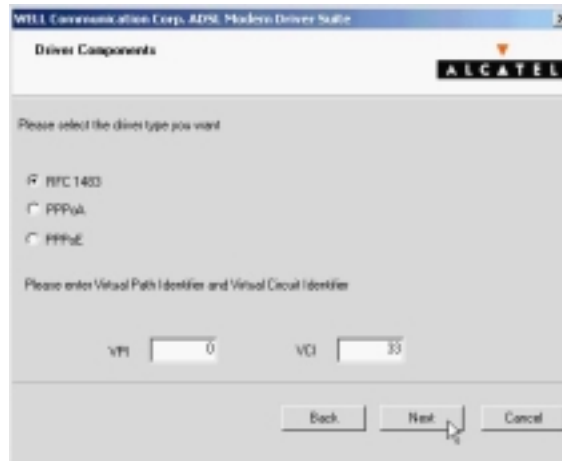 WELL Communication Corp. ADSL Modem Driver Suite
Driver Components
ALCATEL
Please select the driver type you want
RFC 1483
PPPoA
PPPoE
Please enter Virtual Path Identifier and Virtual Circuit Identifier
VPI 0 VCI 33
Back Next Cancel